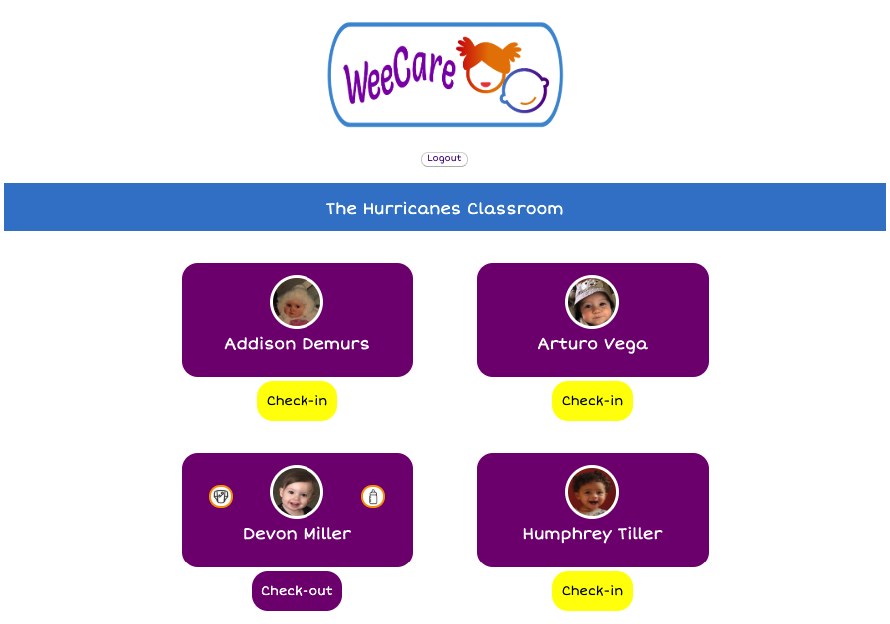 WeeCare
Logout
The Hurricanes Classroom
Addison Demurs
Arturo Vega
Check-in
Check-in
Devon Miller
Humphrey Tiller
Check-out
Check-in